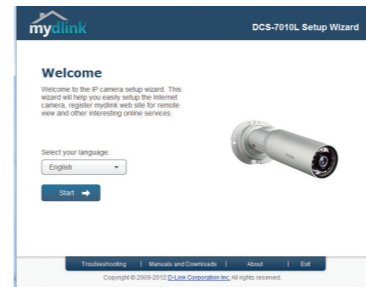 mydlink
DCS-7010L Setup Wizard
Welcome
Welcome to the IP camera setup wizard. This
wizard will help you easily setup the Internet
camera, register mydlink web site for remote
view and other interesting online services.
Select your language:
English
Start
Troubleshooting | Manuals and Downloads | About | Exit
Copyright © 2009-2012 D-Link Corporation Inc. All rights reserved.